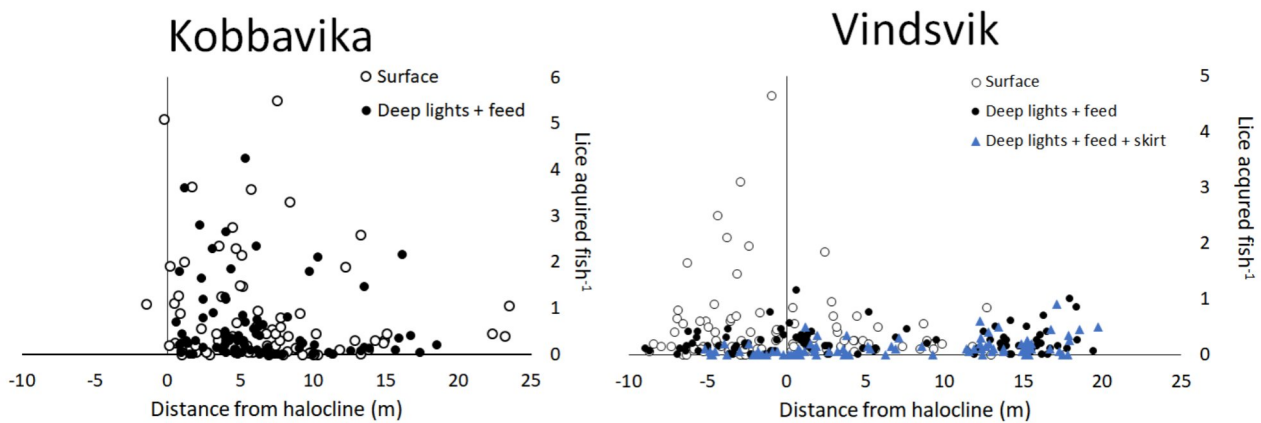 Kobbavika
Surface
Deep lights + feed
6
5
4
3
2
1
0
Lice aquired fish-1
-10 -5 0 5 10 15 20 25
Distance from halocline (m)
Vindsvik
Surface
Deep lights + feed
Deep lights + feed + skirt
5
4
3
2
1
0
Lice acqured fish-1
-10 -5 0 5 10 15 20 25
Distance from halocline (m)